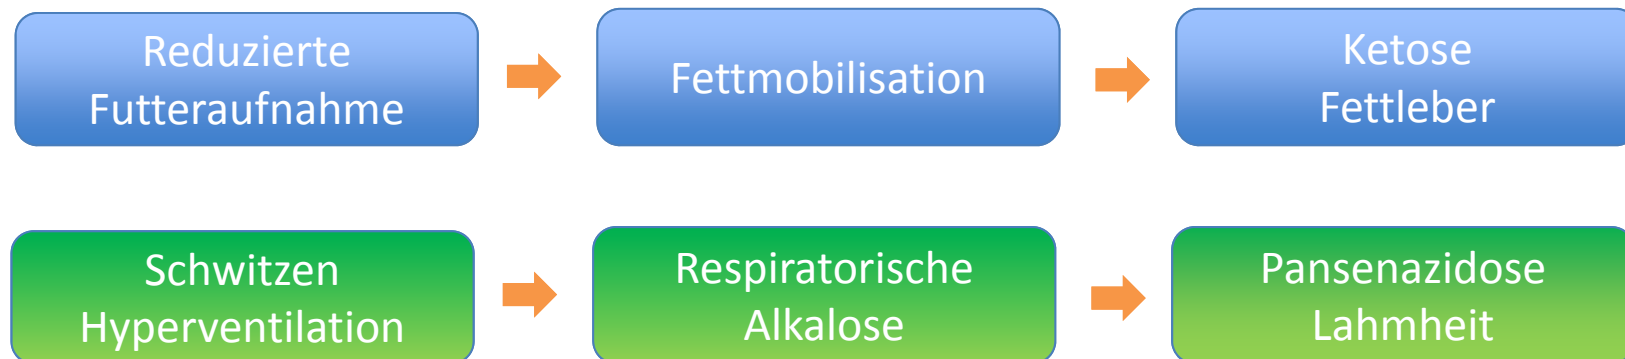 Reduzierte
Futteraufnahme
Fettmobilisation
Ketose
Fettleber
Schwitzen
Hyperventilation
Respiratorische
Alkalose
Pansenazidose
Lahmheit